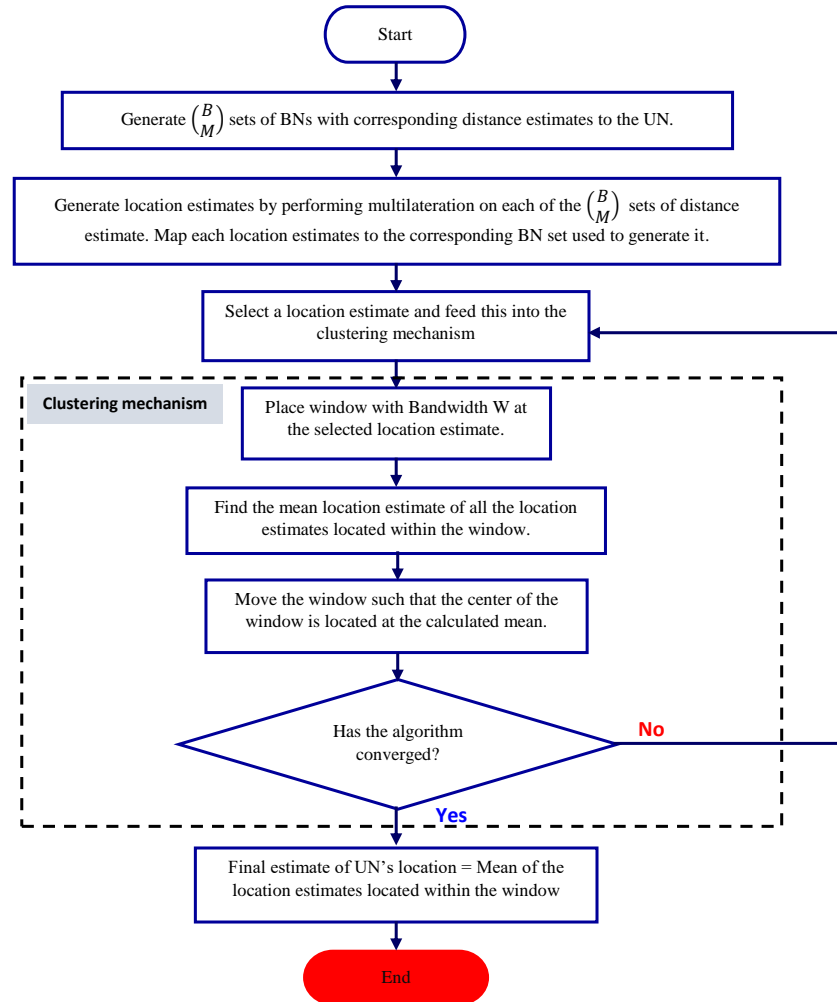 Start
Generate (B M) sets of BNs with corresponding distance estimates to the UN.
Generate location estimates by performing multilateration on each of the (B M) sets of distance
estimate. Map each location estimates to the corresponding BN set used to generate it.
Select a location estimate and feed this into the
clustering mechanism
Clustering mechanism
Place window with Bandwidth W at
the selected location estimate.
Find the mean location estimate of all the location
estimates located within the window.
Move the window such that the center of the
window is located at the calculated mean.
Has the algorithm
converged?
No
Yes
Final estimate of UN’s location = Mean of the
location estimates located within the window
End